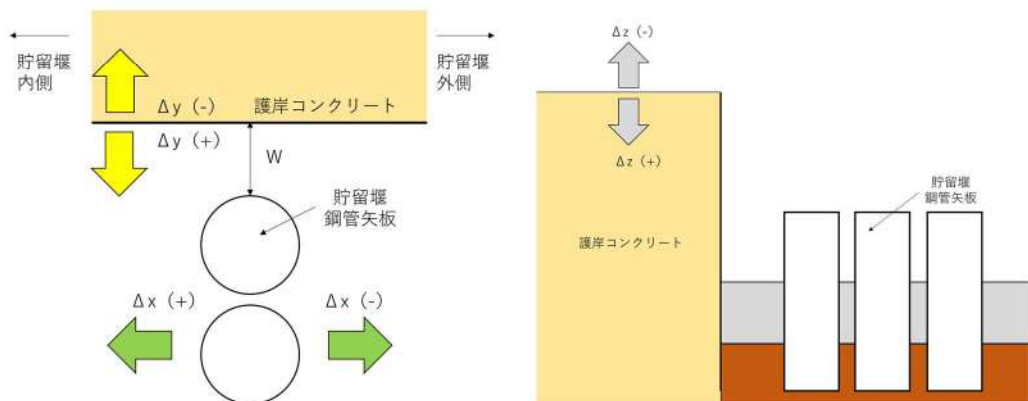 貯留堰
内側
貯留堰
外側
Δy (-)
護岸コンクリート
Δy (+)
W
貯留堰
鋼管矢板
Δx (+)
Δx (-)
Δz (-)
Δz (+)
貯留堰
鋼管矢板
護岸コンクリート